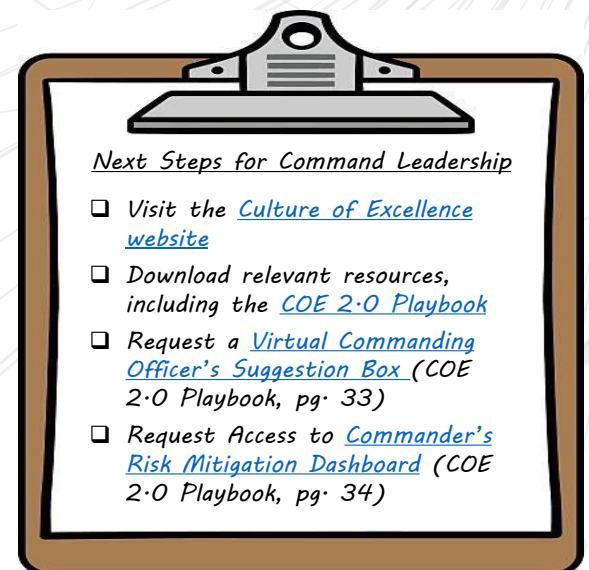 Next Steps for Command Leadership
❑ Visit the Culture of Excellence
website
❑ Download relevant resources,
including the COE 2.0 Playbook
❑ Request a Virtual Commanding
Officer's Suggestion Box (COE
2.0 Playbook, pg. 33)
❑ Request Access to Commander's
Risk Mitigation Dashboard (COE
2.0 Playbook, pg. 34)